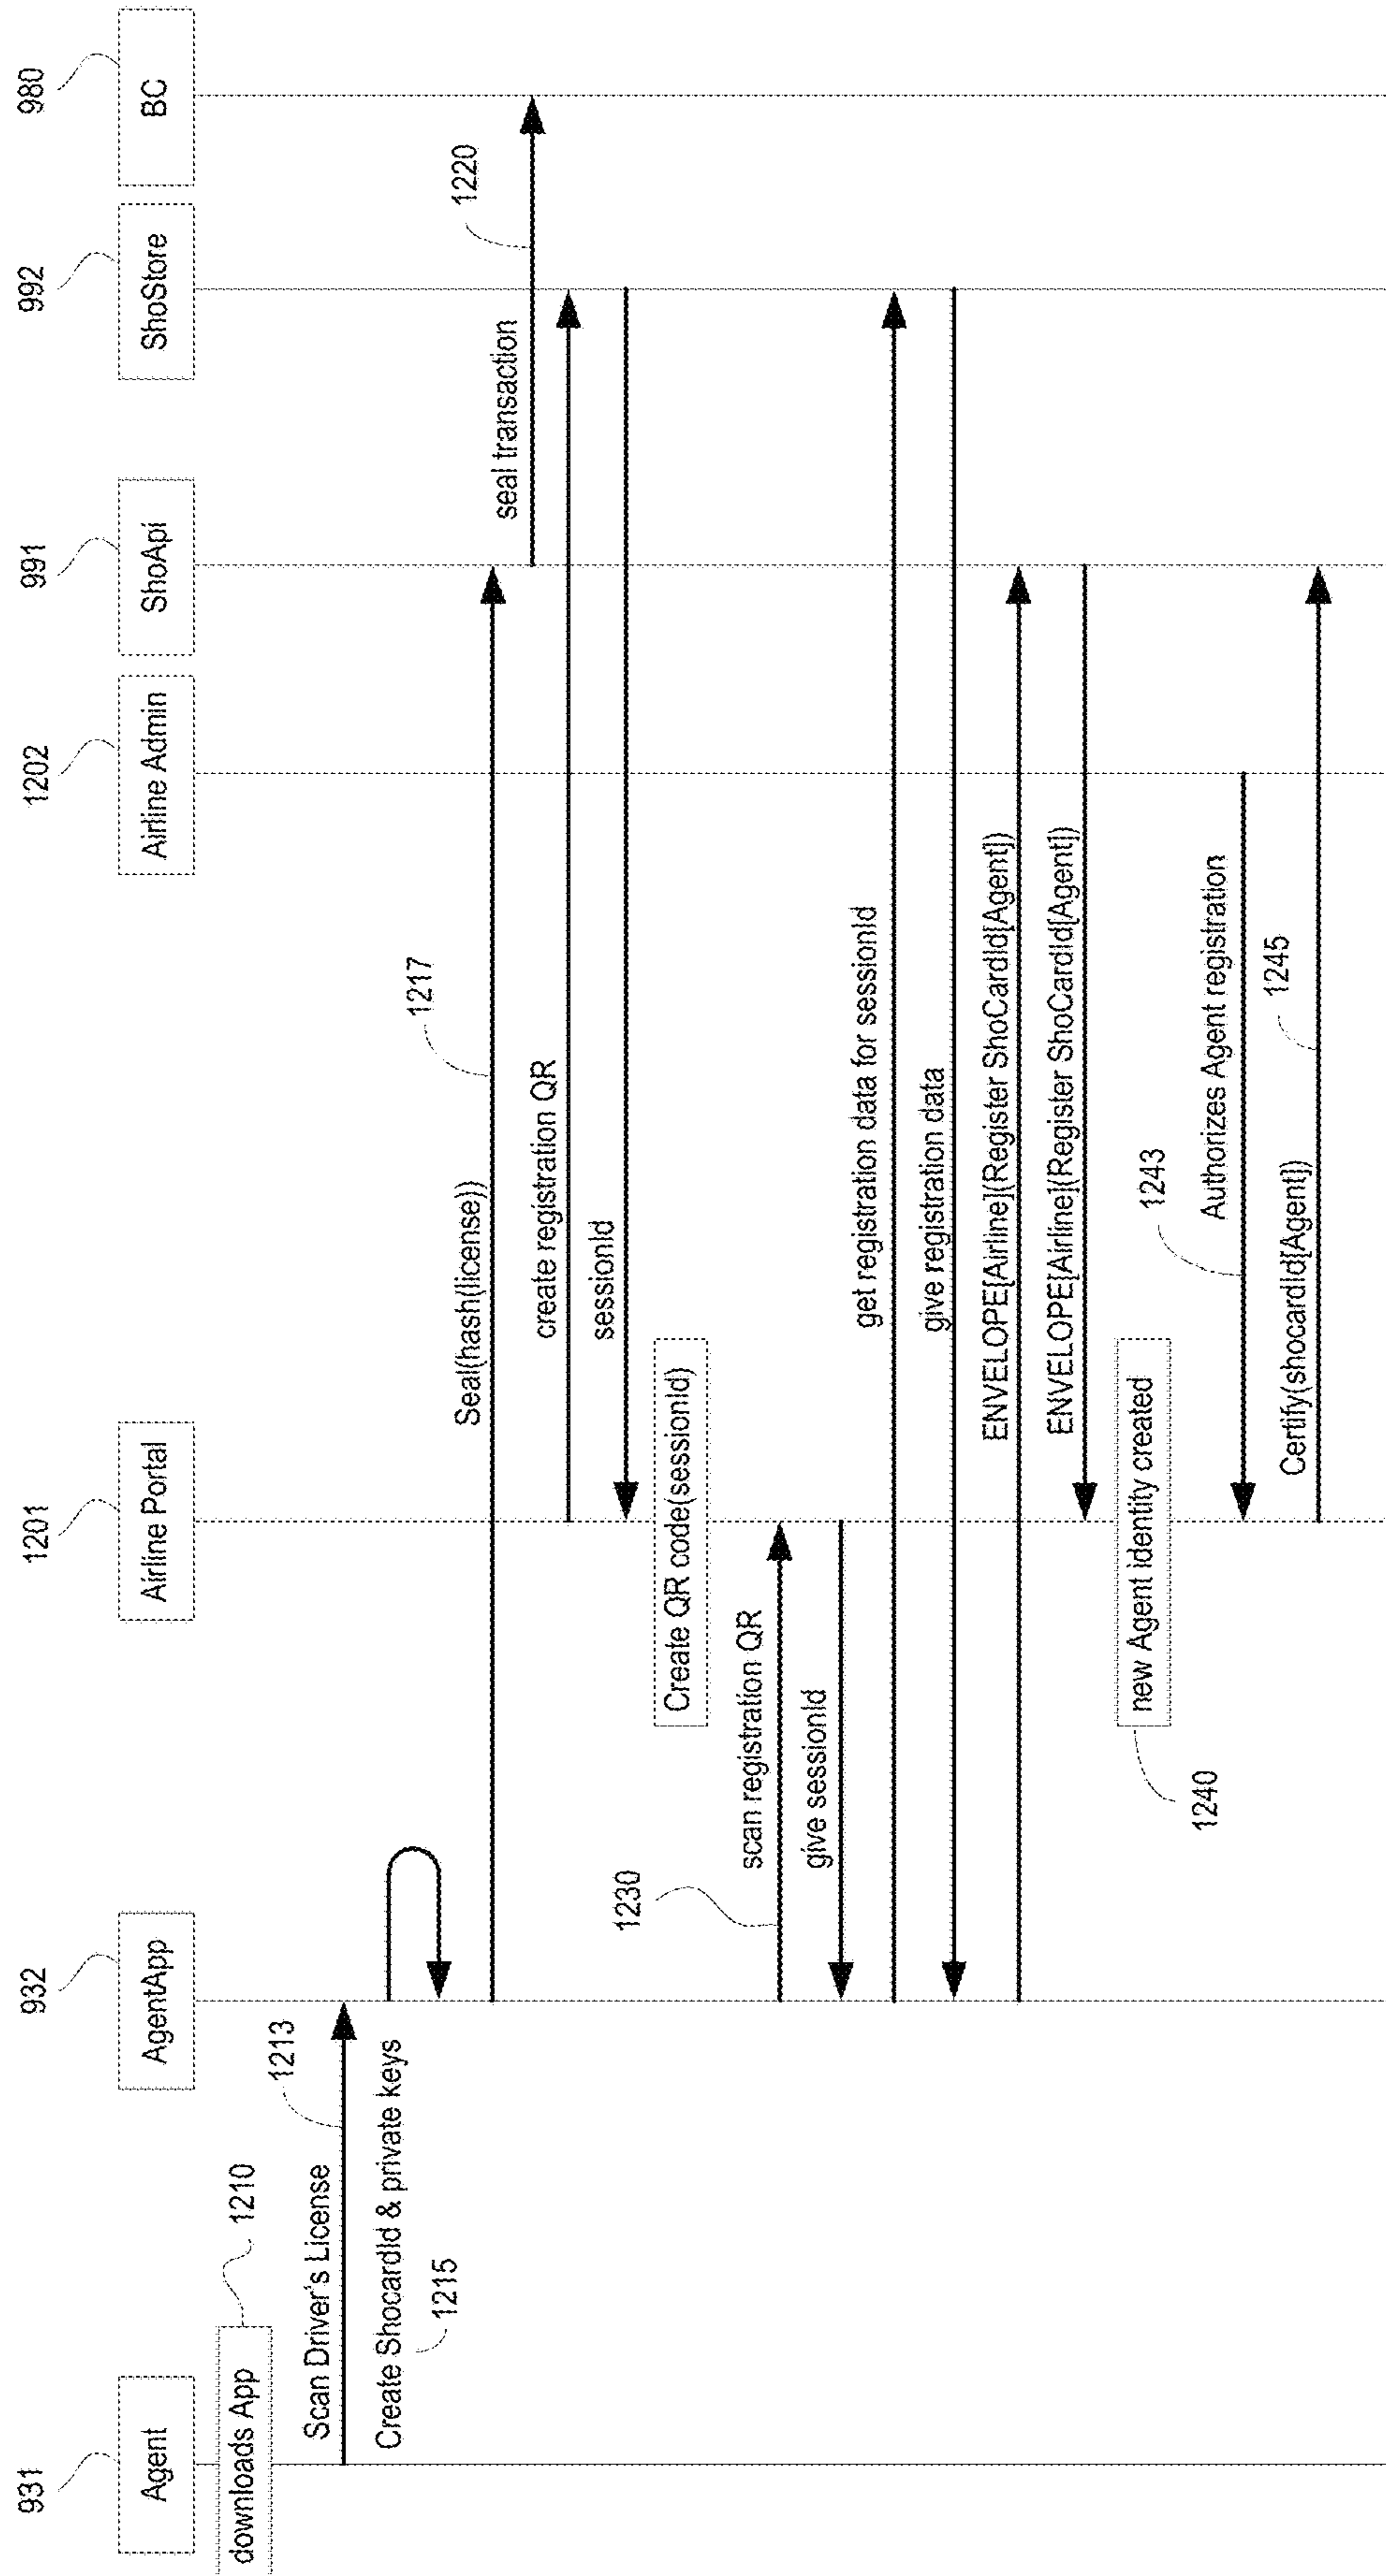 931
932
1201
1202
991
992
980
Agent
AgentApp
Airline Portal
Airline Admin
ShoApi
ShoStore
BC
downloads App
1210
Scan Driver's License
1213
Create ShocardId & private keys
1215
Seal(hash(license))
1217
seal transaction
1220
create registration QR
sessionId
Create QR code(sessionId)
1230
scan registration QR
give sessionId
get registration data for sessionId
give registration data
ENVELOPE[Airline](Register ShoCardId[Agent])
ENVELOPE[Airline](Register ShoCardId[Agent])
new Agent identity created
1240
1243
Authorizes Agent registration
Certify(shocardId[Agent])
1245